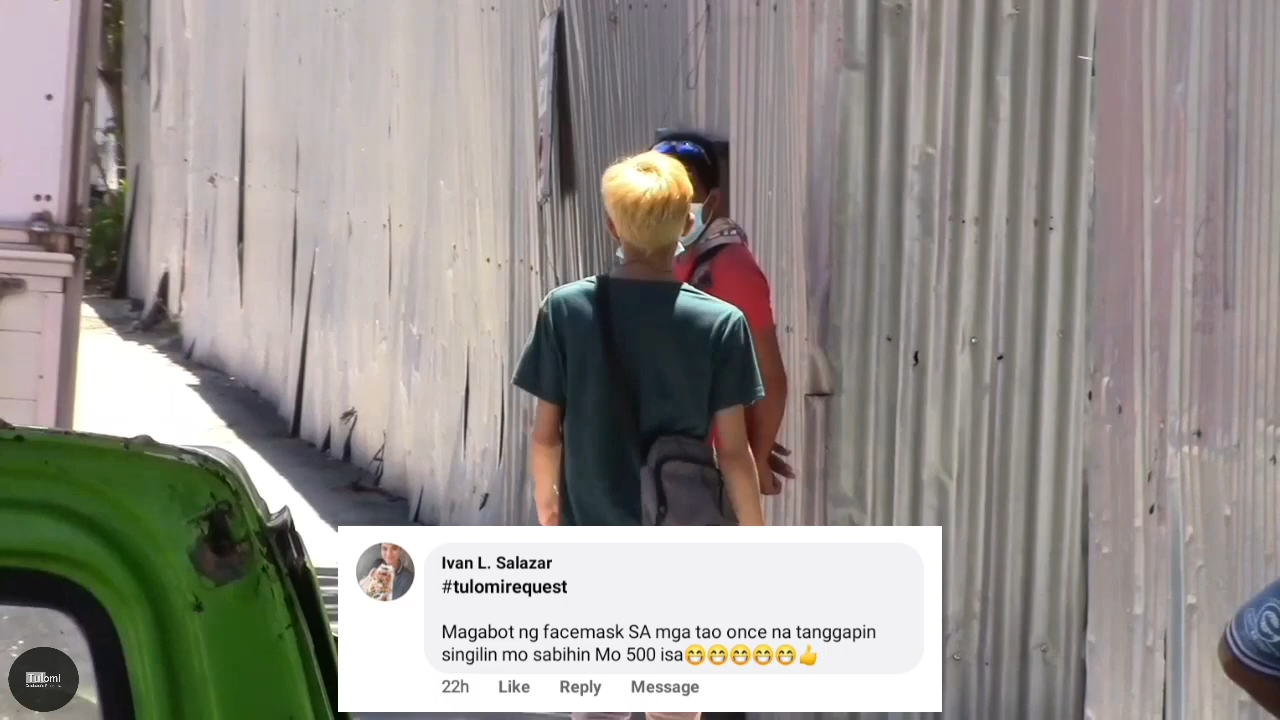 Ivan L. Salazar
#tulomirequest
Magabot ng facemask SA mga tao once na tanggapin
singilin mo sabihin Mo 500 isa😁😁😁😁😁👍
22h Like Reply Message
Tulomi